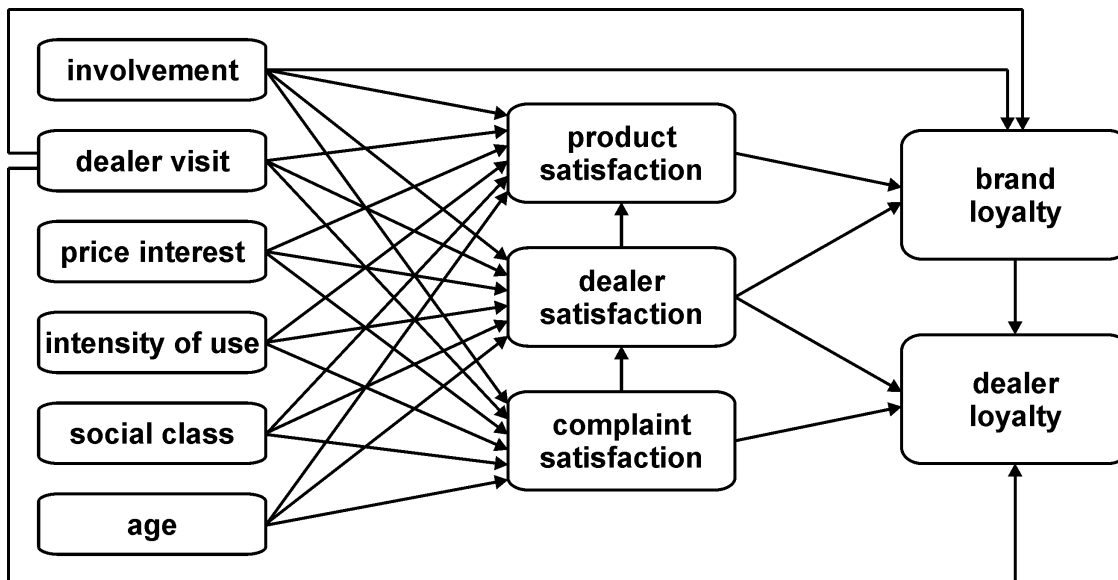 involvement
dealer visit
price interest
intensity of use
social class
age
product
satisfaction
dealer
satisfaction
complaint
satisfaction
brand
loyalty
dealer
loyalty